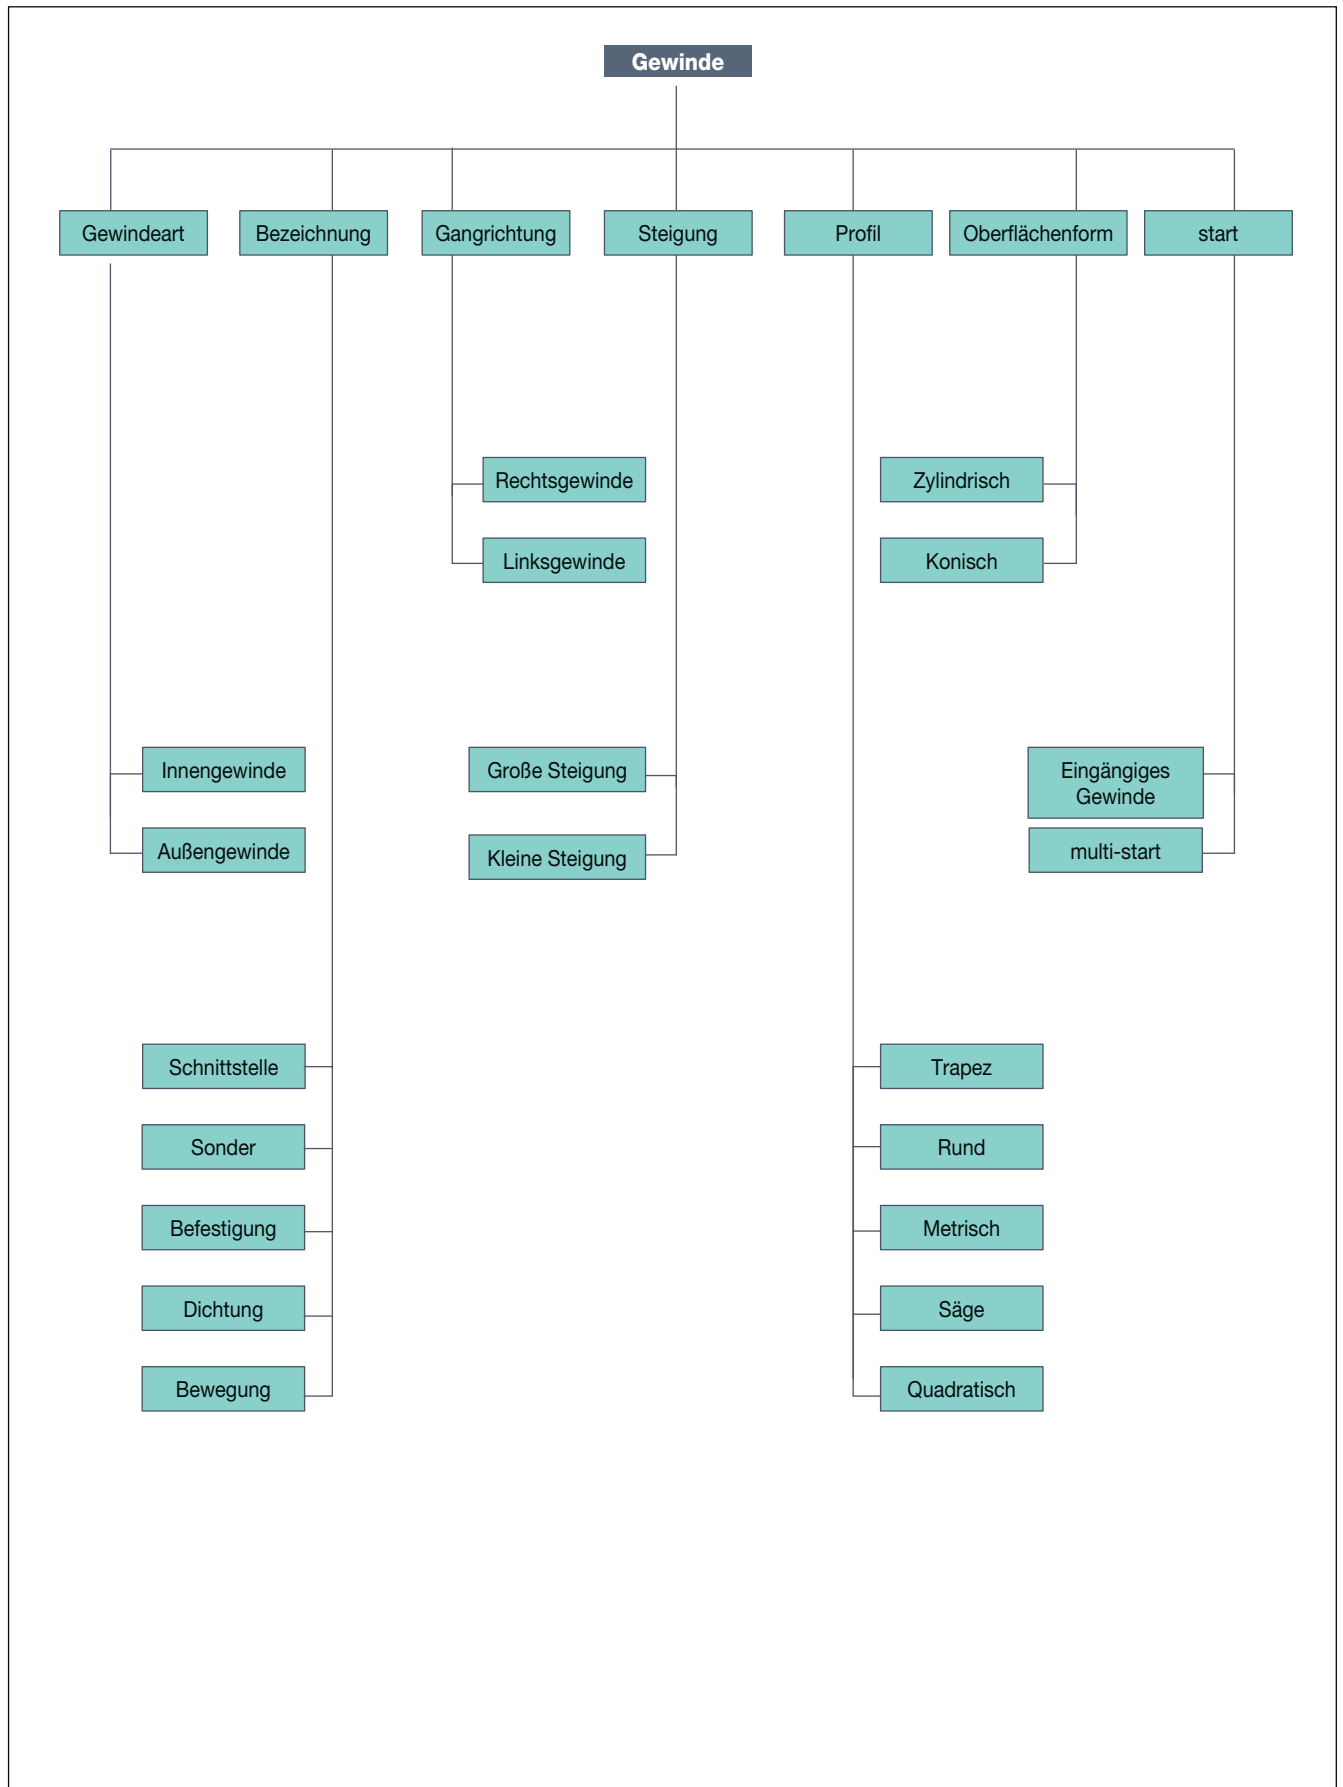 Gewinde
Gewindeart
Bezeichnung
Gangrichtung
Steigung
Profil
Oberflächenform
start
Rechtsgewinde
Linksgewinde
Zylindrisch
Konisch
Innengewinde
Außengewinde
Große Steigung
Kleine Steigung
Eingängiges
Gewinde
multi-start
Schnittstelle
Sonder
Befestigung
Dichtung
Bewegung
Trapez
Rund
Metrisch
Säge
Quadratisch